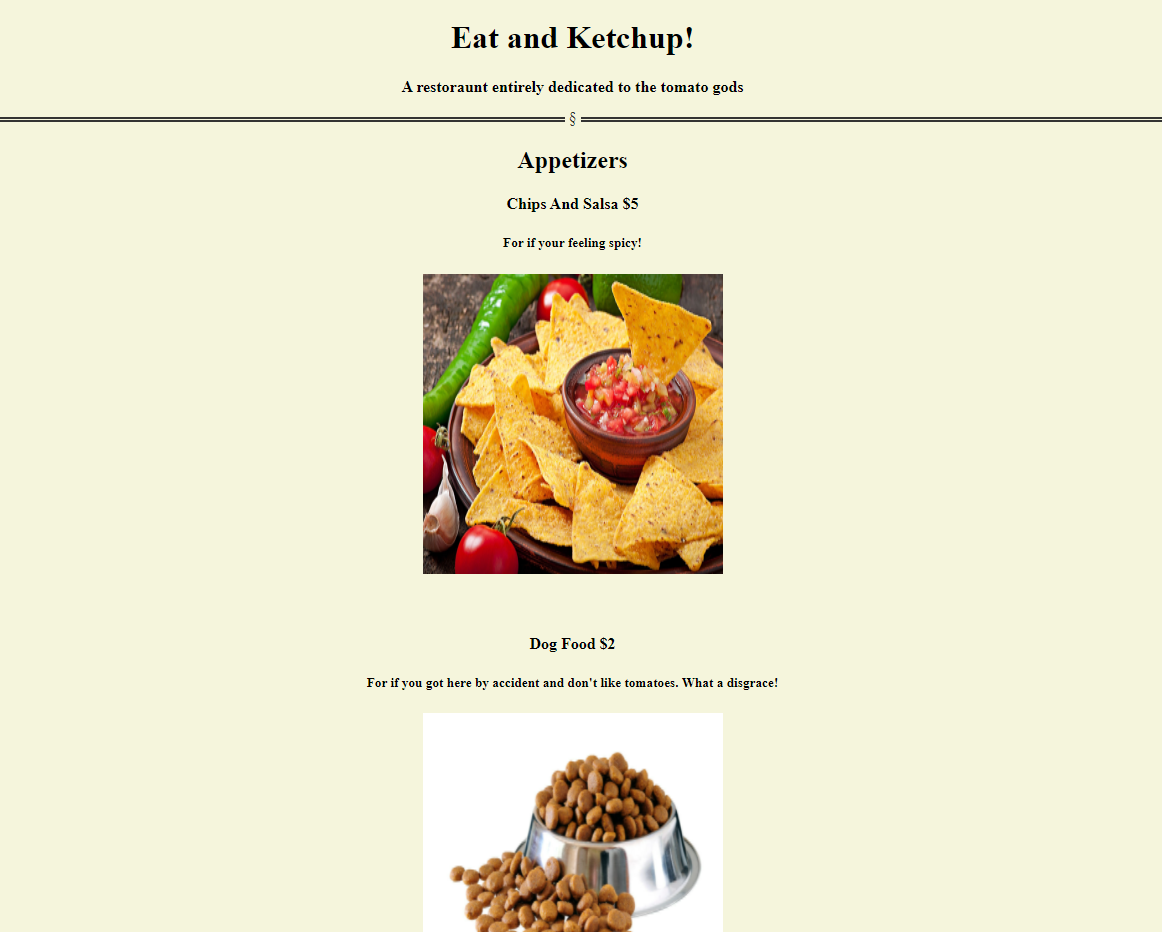 Eat and Ketchup!
A restoraunt entirely dedicated to the tomato gods
§
Appetizers
Chips And Salsa $5
For if your feeling spicy!
Dog Food $2
For if you got here by accident and don't like tomatoes. What a disgrace!